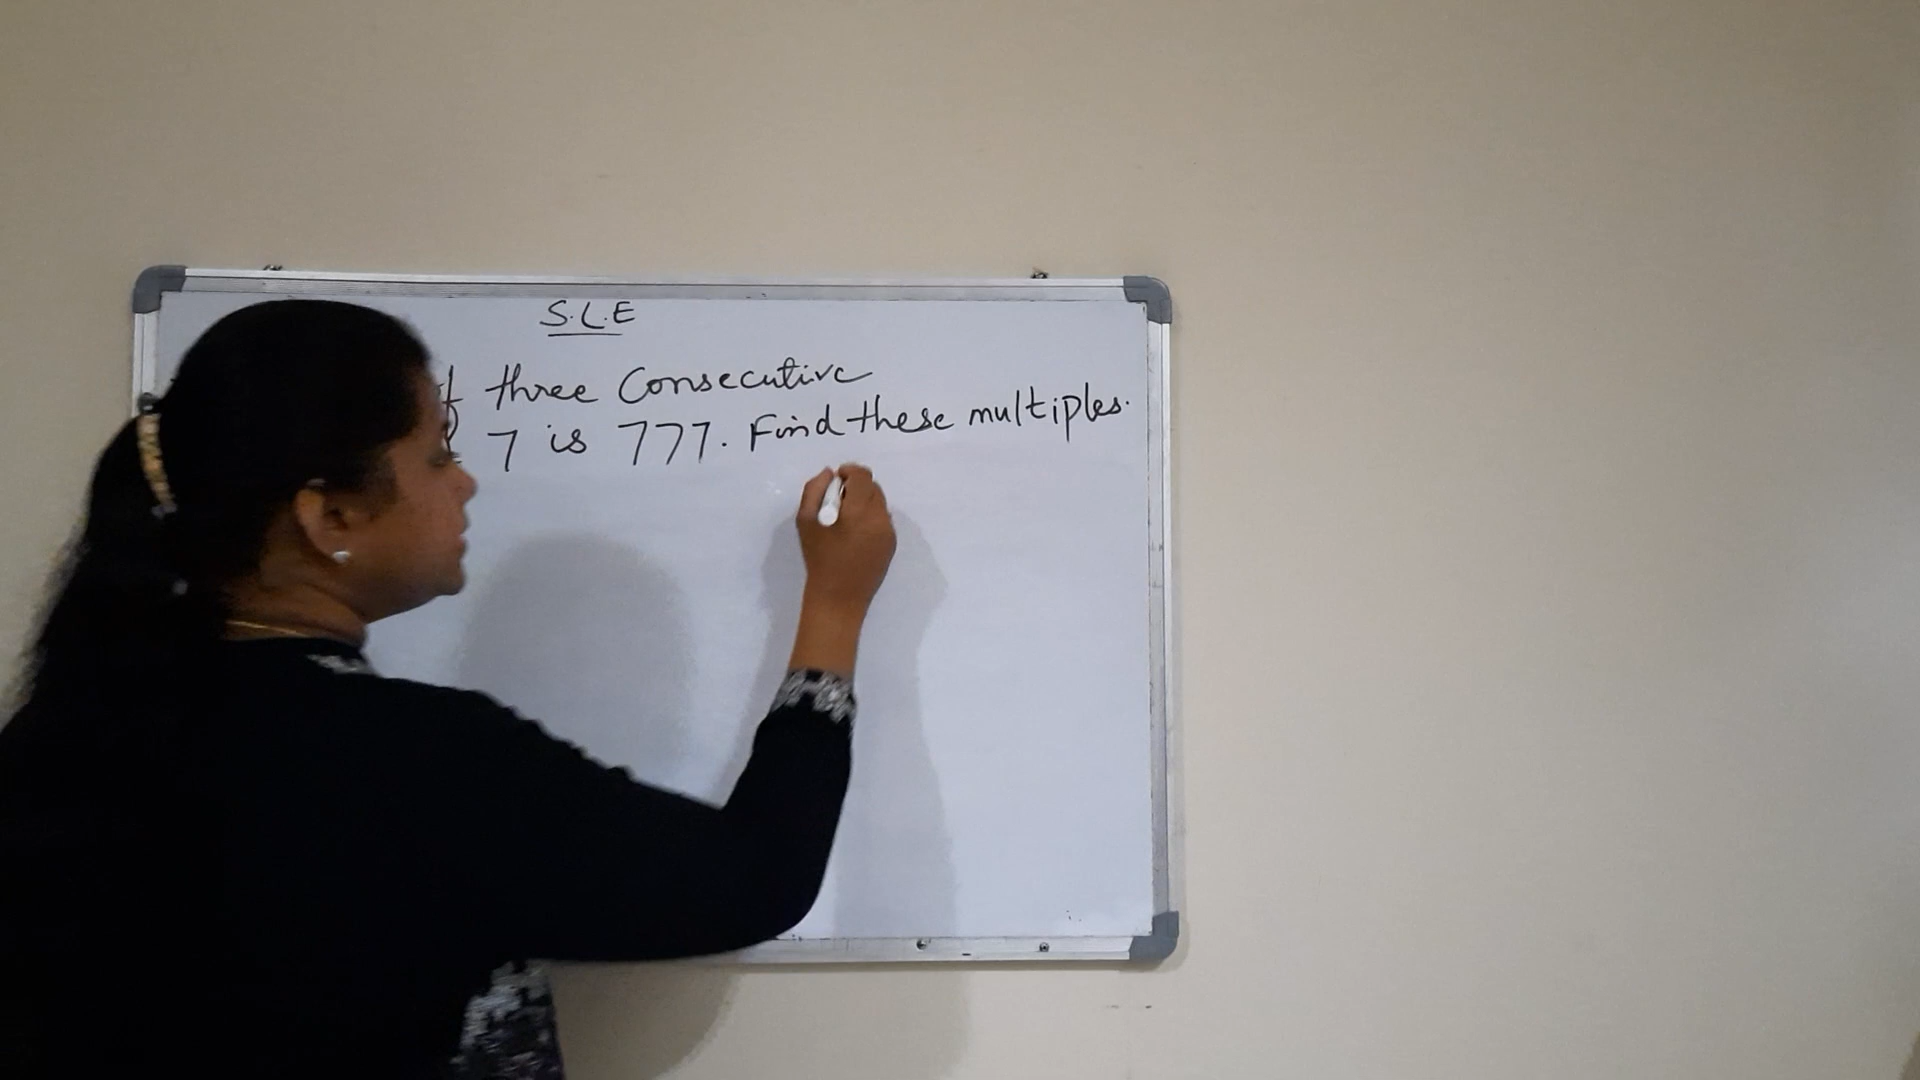 S.L.E
three Consecutive
7 is 777. Find these multiples.